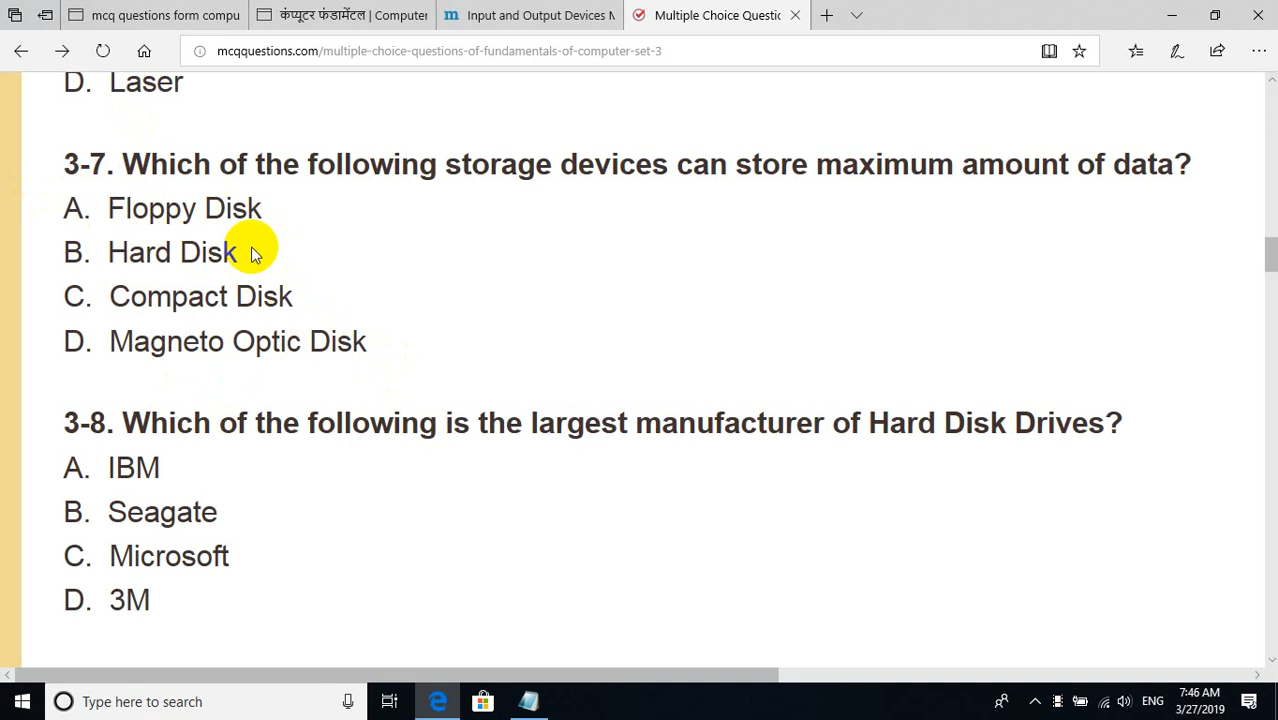 mcq questions form compu
कंप्यूटर फंडामेंटल | Computer
Input and Output Devices M
Multiple Choice Questic
mcqquestions.com/multiple-choice-questions-of-fundamentals-of-computer-set-3
D. Laser
3-7. Which of the following storage devices can store maximum amount of data?
A. Floppy Disk
B. Hard Disk
C. Compact Disk
D. Magneto Optic Disk
3-8. Which of the following is the largest manufacturer of Hard Disk Drives?
A. IBM
B. Seagate
C. Microsoft
D. 3M
Type here to search
ENG
7:46 AM
3/27/2019